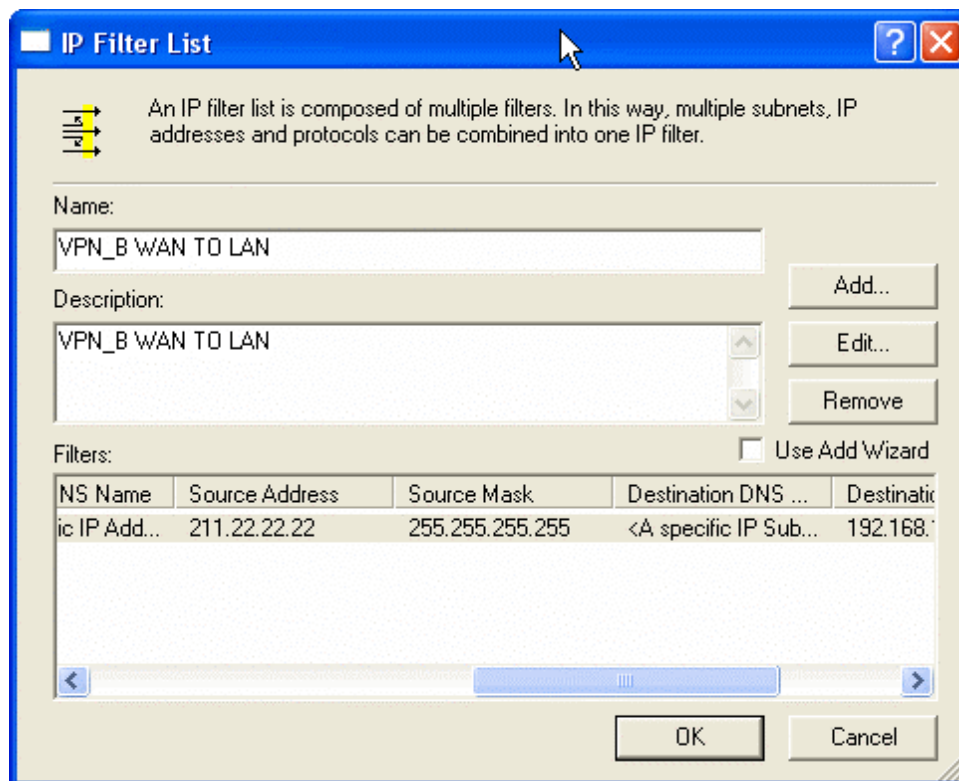 IP Filter List
An IP filter list is composed of multiple filters. In this way, multiple subnets, IP
addresses and protocols can be combined into one IP filter.
Name:
VPN_B WAN TO LAN
Add...
Description:
VPN_B WAN TO LAN
Edit...
Remove
Use Add Wizard
Filters:
NS Name Source Address Source Mask Destination DNS ... Destinatic
ic IP Add... 211.22.22.22 255.255.255.255 <A specific IP Sub... 192.168.
OK Cancel